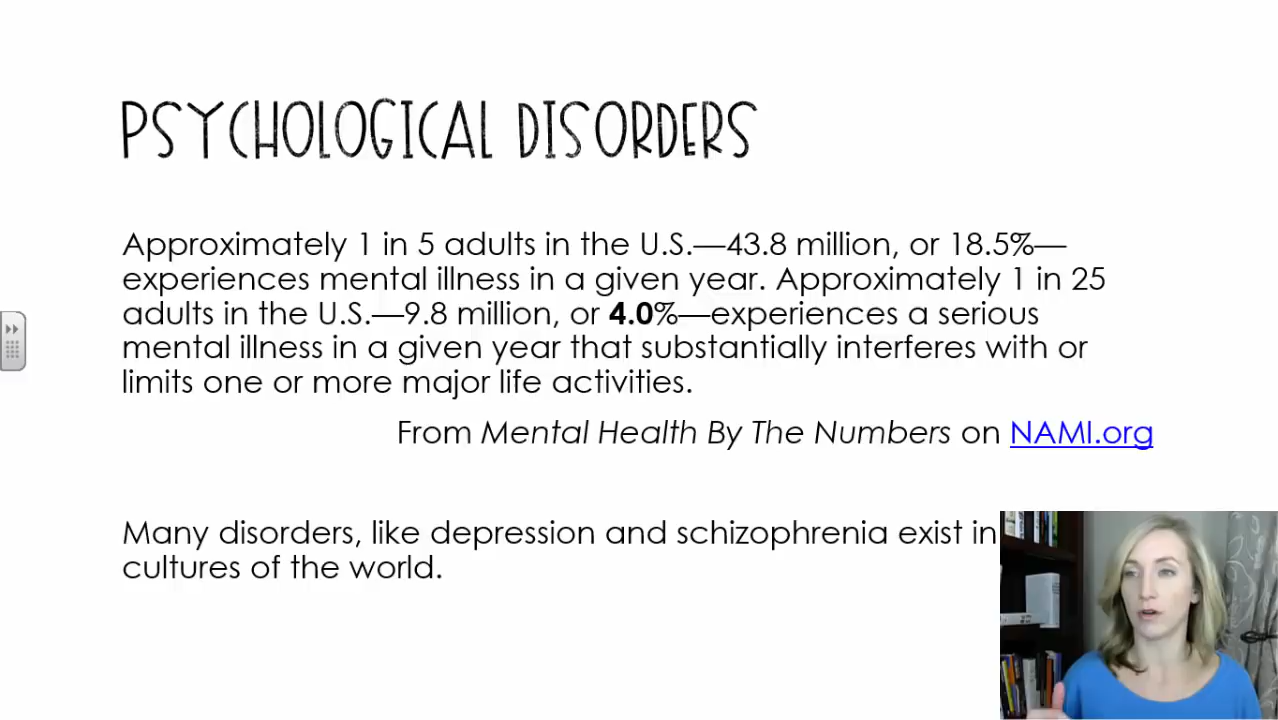 PSYCHOLOGICAL DISORDERS
Approximately 1 in 5 adults in the U.S.—43.8 million, or 18.5%—
experiences mental illness in a given year. Approximately 1 in 25
adults in the U.S.—9.8 million, or 4.0%—experiences a serious
mental illness in a given year that substantially interferes with or
limits one or more major life activities.
From Mental Health By The Numbers on NAMI.org
Many disorders, like depression and schizophrenia exist in
cultures of the world.